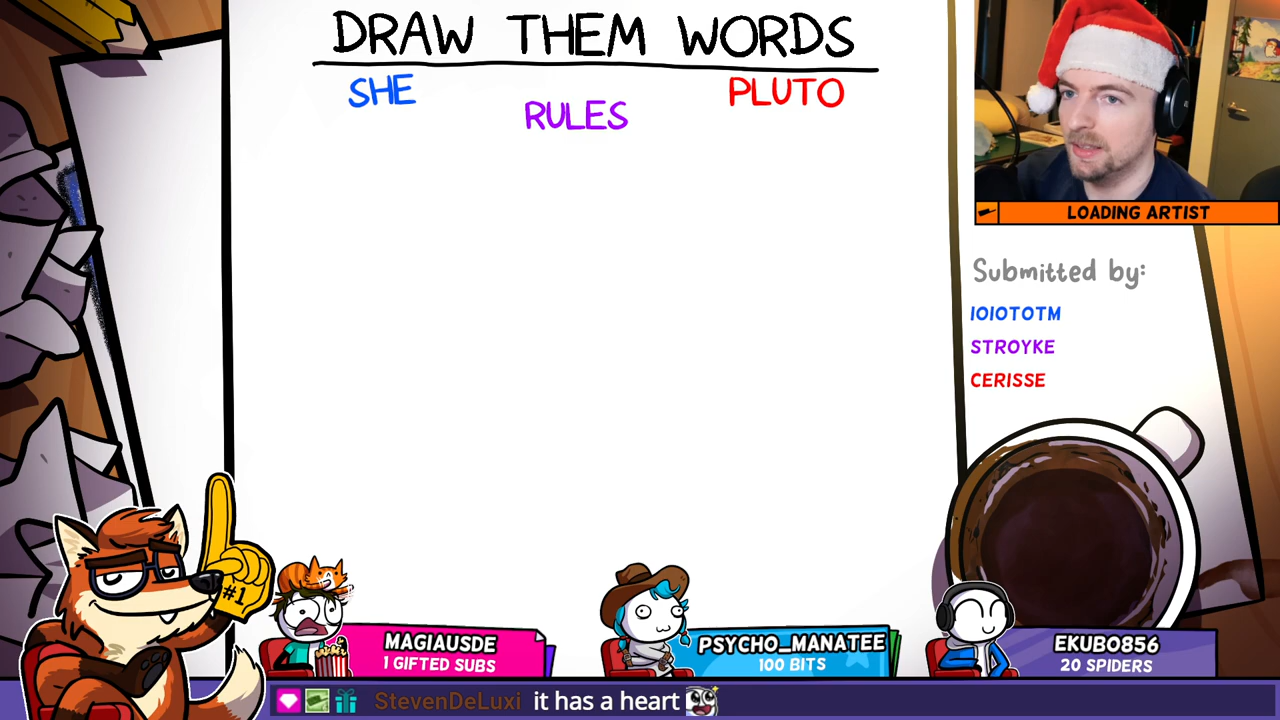 DRAW THEM WORDS
SHE
RULES
PLUTO
LOADING ARTIST
Submitted by:
IOIOTOTM
STROYKE
CERISSE
#1
MAGIAUSDE
1 GIFTED SUBS
PSYCHO_MANATEE
100 BITS
EKUBO856
20 SPIDERS
StevenDeLuxi it has a heart